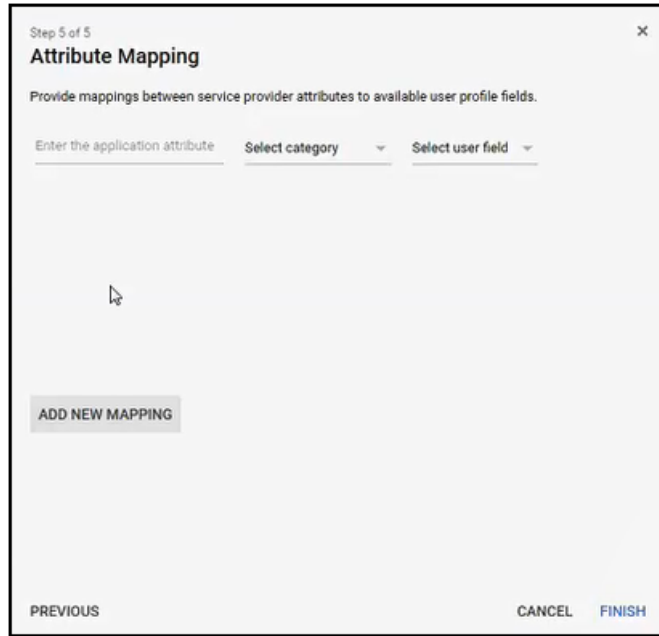 Step 5 of 5
Attribute Mapping
Provide mappings between service provider attributes to available user profile fields.
Enter the application attribute Select category Select user field
ADD NEW MAPPING
PREVIOUS CANCEL FINISH